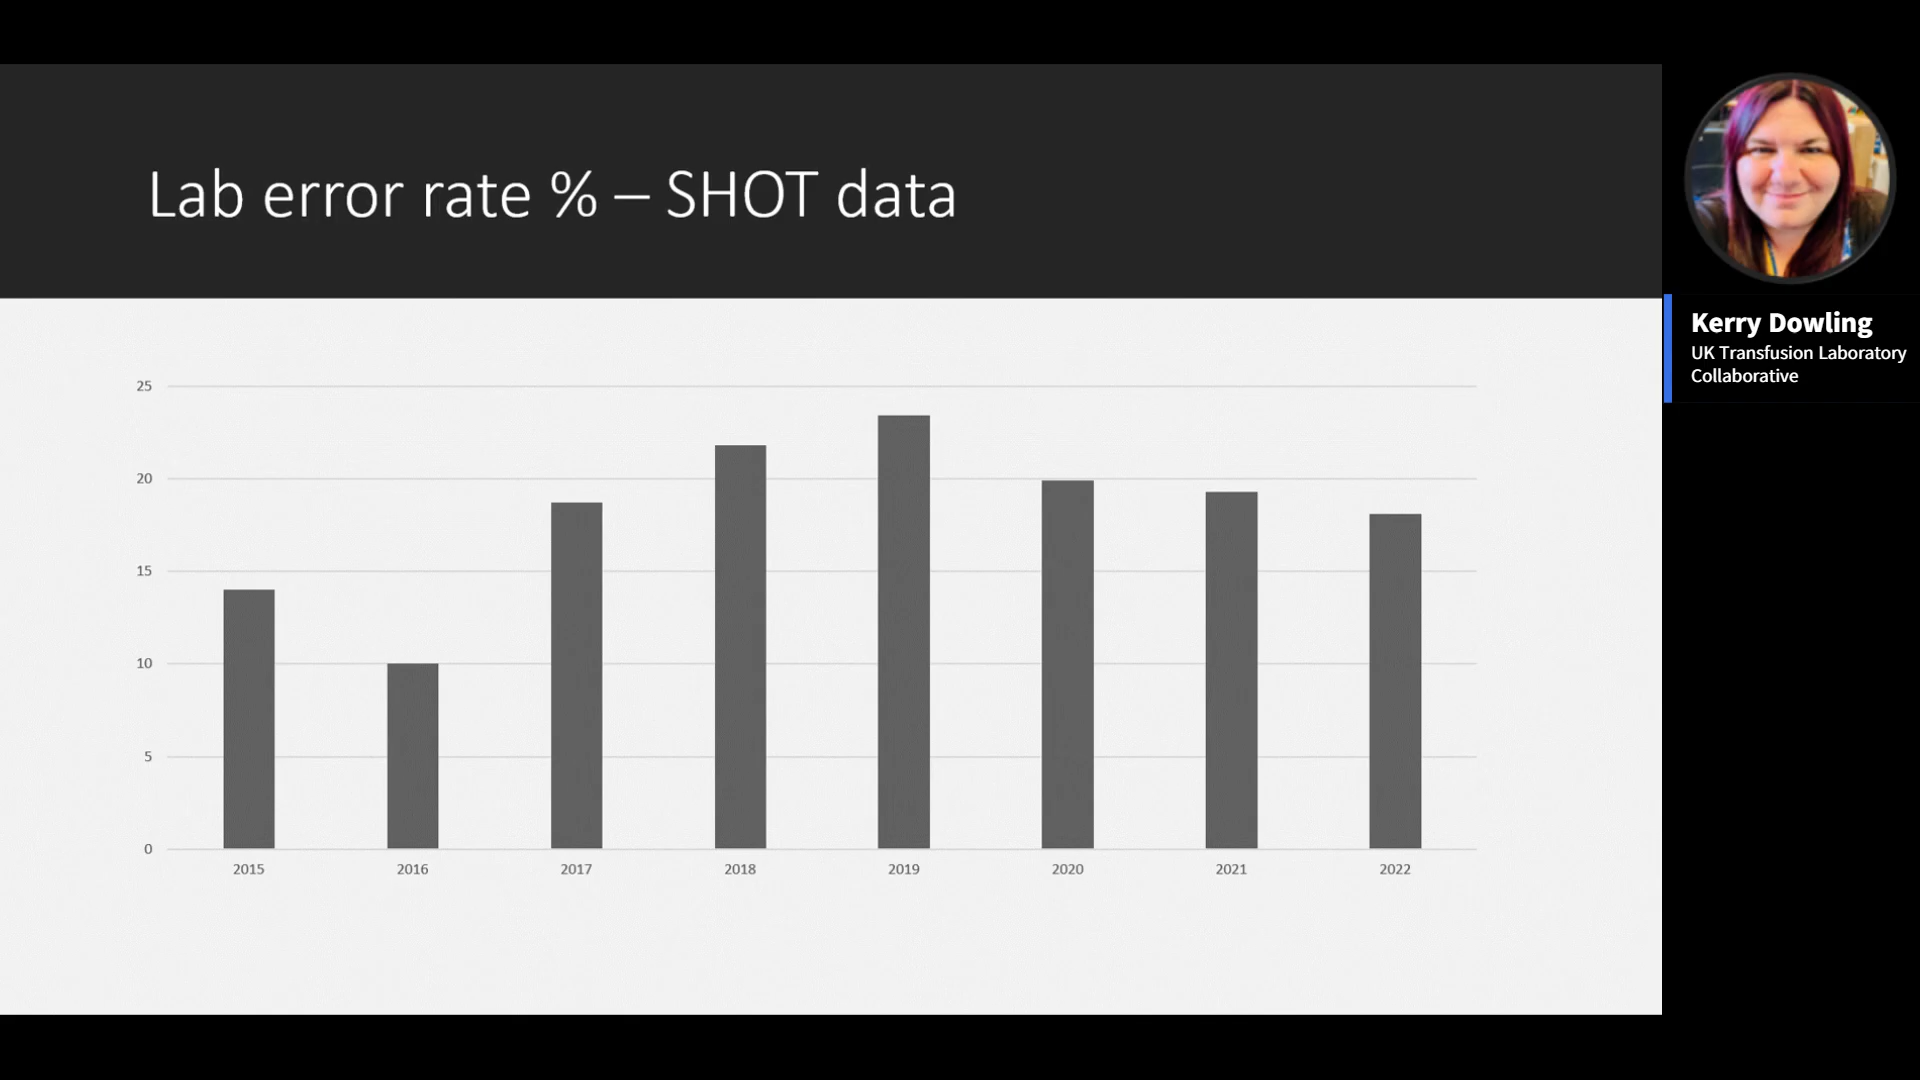 Lab error rate % – SHOT data
Kerry Dowling
UK Transfusion Laboratory
Collaborative
25
20
15
10
5
0
2015 2016 2017 2018 2019 2020 2021 2022